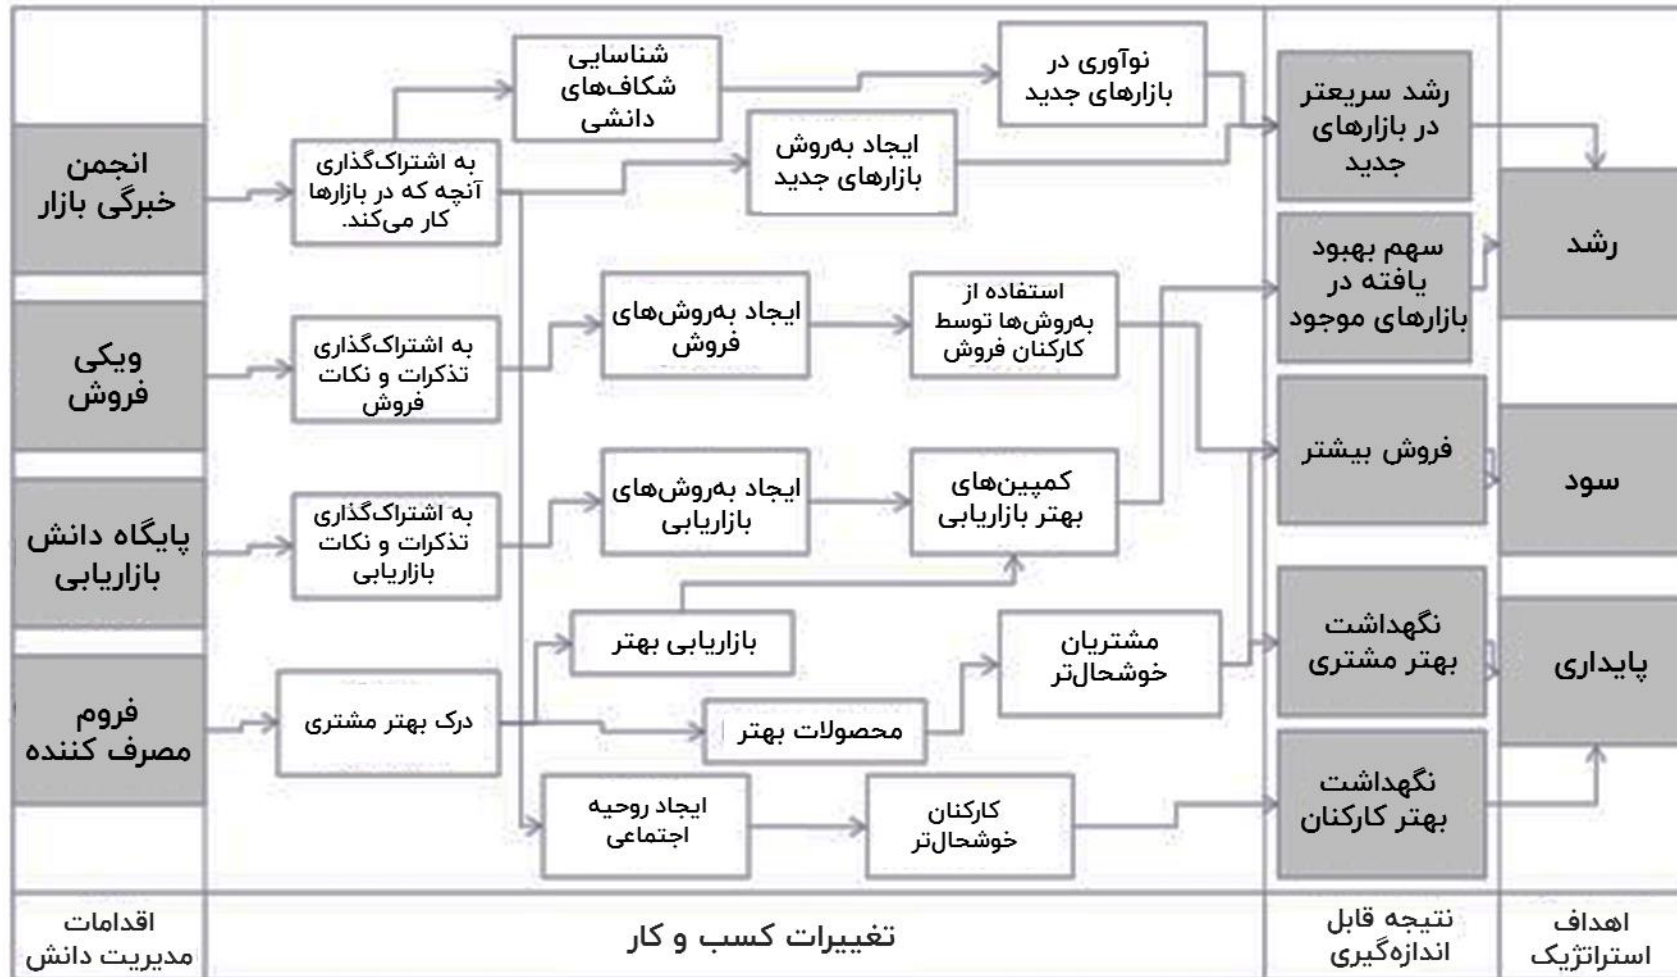 انجمن
خبرگی بازار
ویکی
فروش
پایگاه دانش
بازاریابی
فروم
مصرف کننده
به اشتراک‌گذاری
آنچه که در بازارها
کار می‌کند.
شناسایی
شکاف‌های
دانشی
نوآوری در
بازارهای جدید
ایجاد به‌روش
بازارهای جدید
به اشتراک‌گذاری
تذکرات و نکات
فروش
ایجاد به‌روش‌های
فروش
استفاده از
به‌روش‌ها توسط
کارکنان فروش
به اشتراک‌گذاری
تذکرات و نکات
بازاریابی
ایجاد به‌روش‌های
بازاریابی
کمپین‌های
بهتر بازاریابی
بازاریابی بهتر
درک بهتر مشتری
محصولات بهتر
مشتریان
خوشحال‌تر
ایجاد روحیه
اجتماعی
کارکنان
خوشحال‌تر
رشد سریعتر
در بازارهای
جدید
سهم بهبود
یافته در
بازارهای موجود
فروش بیشتر
نگهداشت
بهتر مشتری
نگهداشت
بهتر کارکنان
رشد
سود
پایداری
اقدامات
مدیریت دانش
تغییرات کسب و کار
نتیجه قابل
اندازه‌گیری
اهداف
استراتژیک